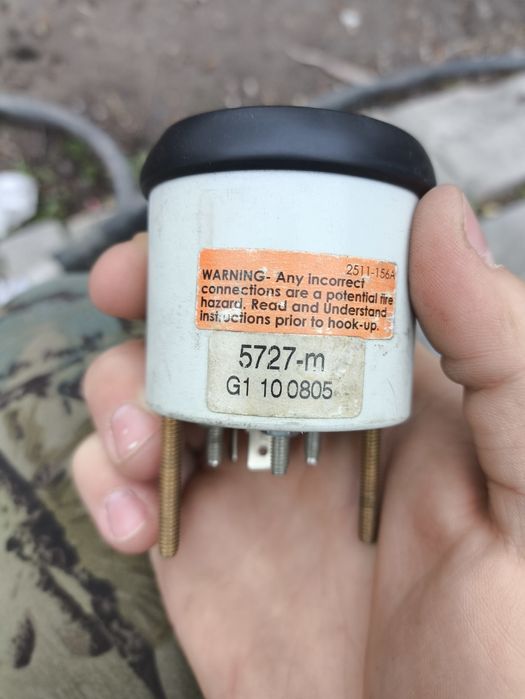 2511-156A
WARNING- Any incorrect
connections are a potential fire
hazard. Read and Understand
instructions prior to hook-up.
5727-m
G1 10 0805